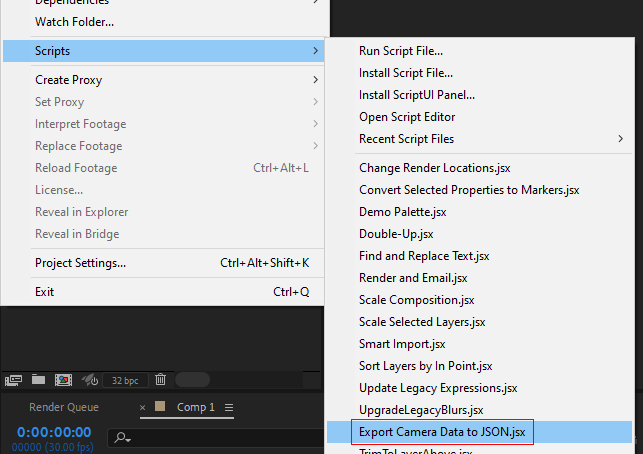 Dependencies
Watch Folder...
Scripts
Create Proxy
Set Proxy
Interpret Footage
Replace Footage
Reload Footage Ctrl+Alt+L
License...
Reveal in Explorer
Reveal in Bridge
Project Settings... Ctrl+Alt+Shift+K
Exit Ctrl+Q
Run Script File...
Install Script File...
Install ScriptUI Panel...
Open Script Editor
Recent Script Files
Change Render Locations.jsx
Convert Selected Properties to Markers.jsx
Demo Palette.jsx
Double-Up.jsx
Find and Replace Text.jsx
Render and Email.jsx
Scale Composition.jsx
Scale Selected Layers.jsx
Smart Import.jsx
Sort Layers by In Point.jsx
Update Legacy Expressions.jsx
UpgradeLegacyBlurs.jsx
Export Camera Data to JSON.jsx
TrimToLayerAbove.jsx
32 bpc
Render Queue
× Comp 1
0:00:00:00
00000 (30.00 fps)